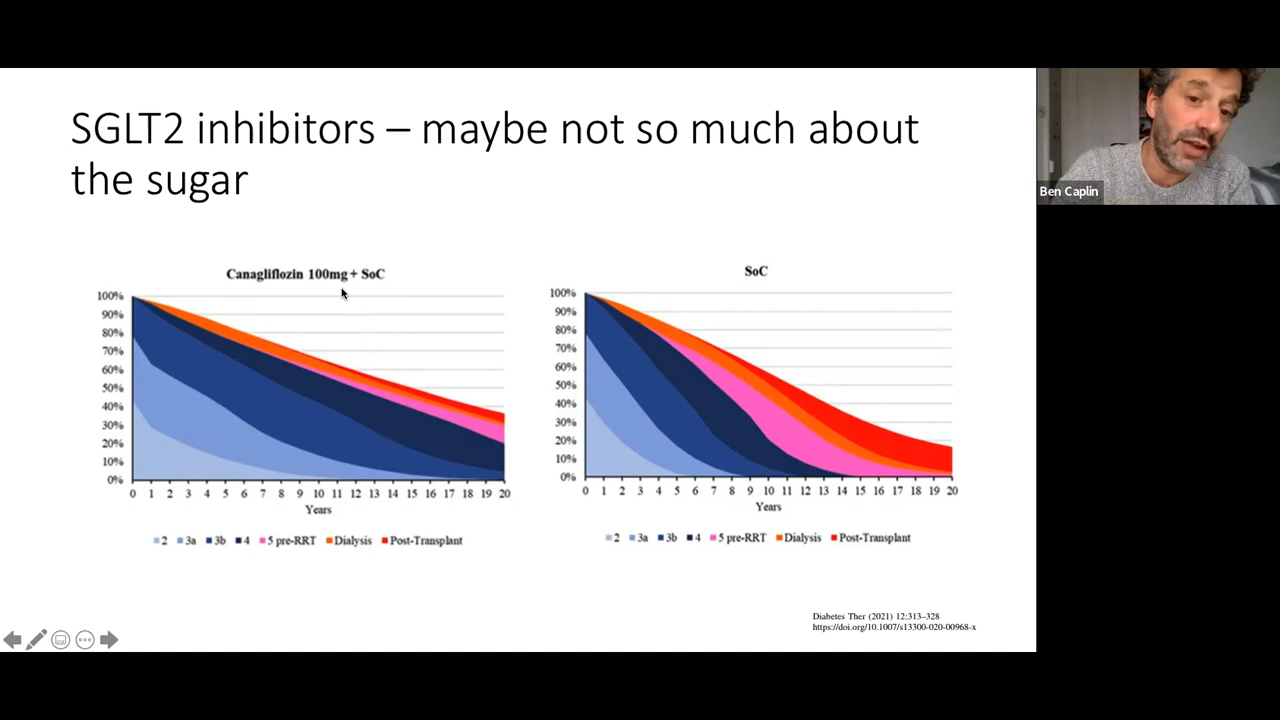 SGLT2 inhibitors – maybe not so much about
the sugar
Ben Caplin
Canagliflozin 100mg + SoC
100%
90%
80%
70%
60%
50%
40%
30%
20%
10%
0%
0 1 2 3 4 5 6 7 8 9 10 11 12 13 14 15 16 17 18 19 20
Years
2 3a 3b 4 5 pre-RRT Dialysis Post-Transplant
SoC
100%
90%
80%
70%
60%
50%
40%
30%
20%
10%
0%
0 1 2 3 4 5 6 7 8 9 10 11 12 13 14 15 16 17 18 19 20
Years
2 3a 3b 4 5 pre-RRT Dialysis Post-Transplant
Diabetes Ther (2021) 12:313–328
https://doi.org/10.1007/s13300-020-00968-x